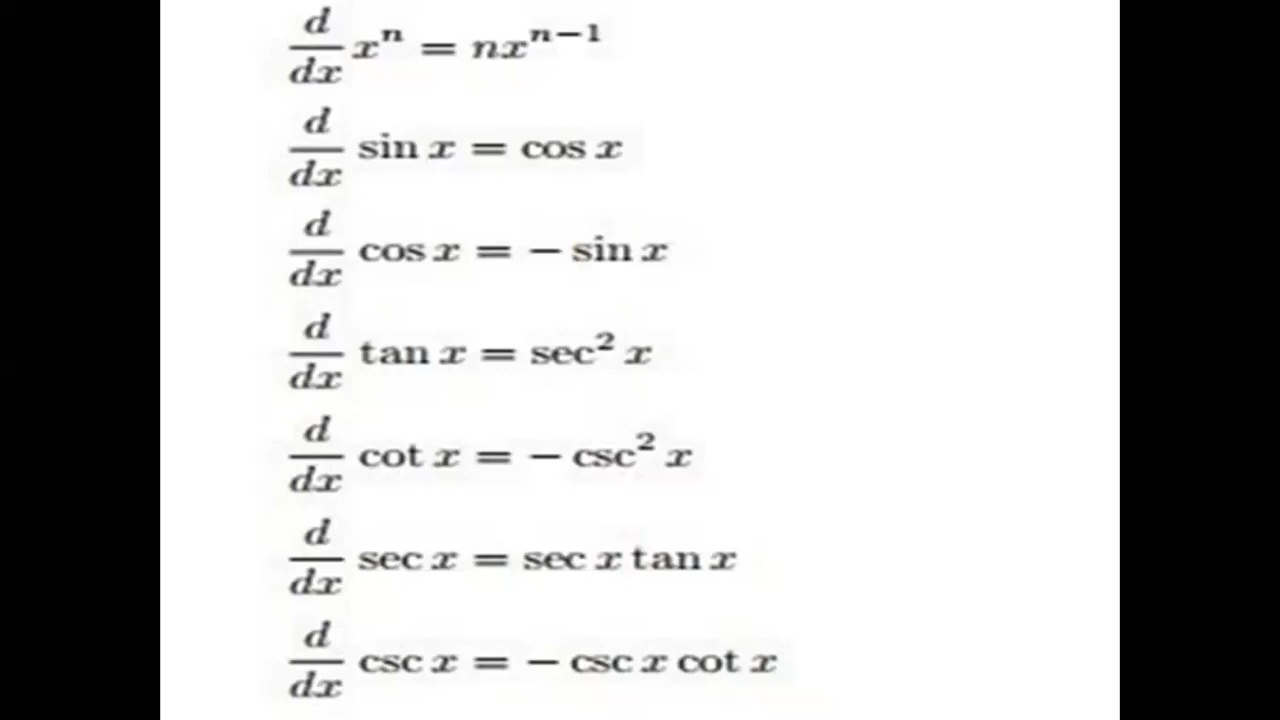 d/dx x^n = nx^{n-1}
d/dx sin x = cos x
d/dx cos x = − sin x
d/dx tan x = sec² x
d/dx cot x = − csc² x
d/dx sec x = sec x tan x
d/dx csc x = − csc x cot x